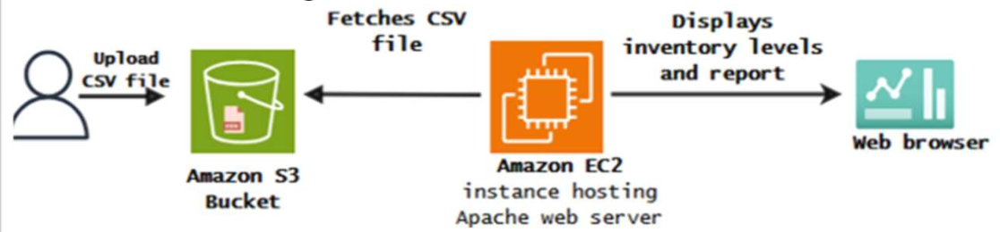 Upload
CSV file
Amazon S3
Bucket
Fetches CSV
file
Amazon EC2
instance hosting
Apache web server
Displays
inventory levels
and report
Web browser